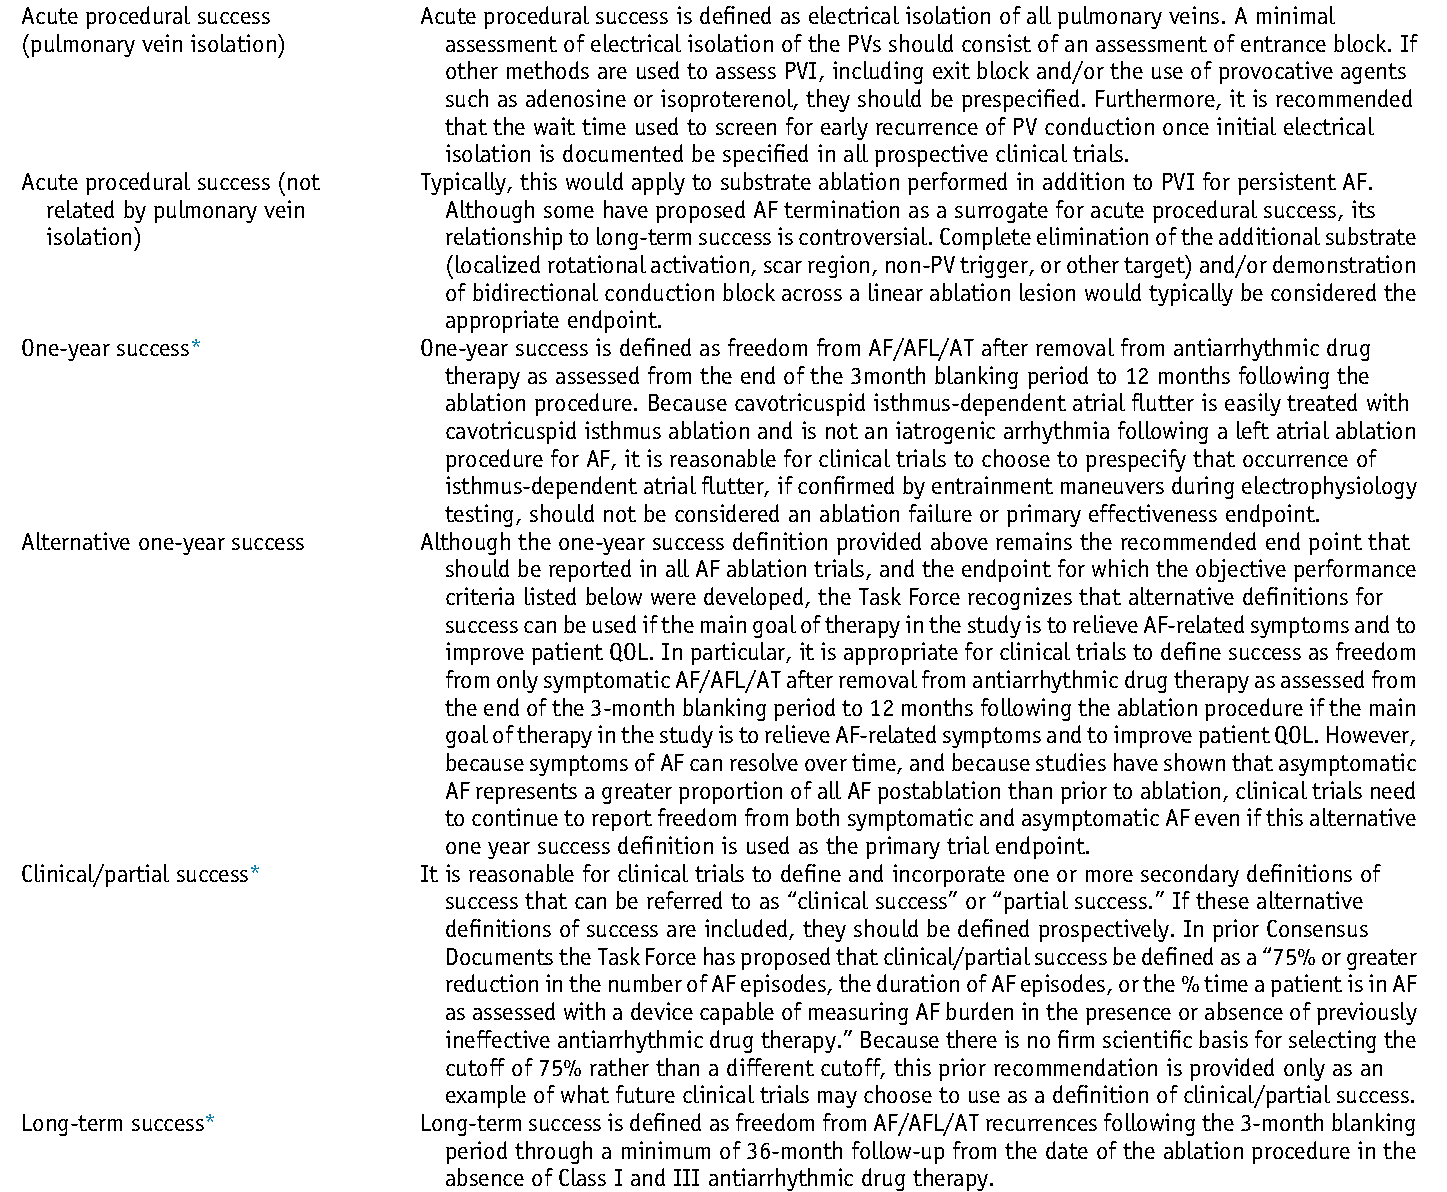 Acute procedural success
(pulmonary vein isolation)
Acute procedural success is defined as electrical isolation of all pulmonary veins. A minimal
assessment of electrical isolation of the PVs should consist of an assessment of entrance block. If
other methods are used to assess PVI, including exit block and/or the use of provocative agents
such as adenosine or isoproterenol, they should be prespecified. Furthermore, it is recommended
that the wait time used to screen for early recurrence of PV conduction once initial electrical
isolation is documented be specified in all prospective clinical trials.
Acute procedural success (not
related by pulmonary vein
isolation)
Typically, this would apply to substrate ablation performed in addition to PVI for persistent AF.
Although some have proposed AF termination as a surrogate for acute procedural success, its
relationship to long-term success is controversial. Complete elimination of the additional substrate
(localized rotational activation, scar region, non-PV trigger, or other target) and/or demonstration
of bidirectional conduction block across a linear ablation lesion would typically be considered the
appropriate endpoint.
One-year success*
One-year success is defined as freedom from AF/AFL/AT after removal from antiarrhythmic drug
therapy as assessed from the end of the 3month blanking period to 12 months following the
ablation procedure. Because cavotricuspid isthmus-dependent atrial flutter is easily treated with
cavotricuspid isthmus ablation and is not an iatrogenic arrhythmia following a left atrial ablation
procedure for AF, it is reasonable for clinical trials to choose to prespecify that occurrence of
isthmus-dependent atrial flutter, if confirmed by entrainment maneuvers during electrophysiology
testing, should not be considered an ablation failure or primary effectiveness endpoint.
Alternative one-year success
Although the one-year success definition provided above remains the recommended end point that
should be reported in all AF ablation trials, and the endpoint for which the objective performance
criteria listed below were developed, the Task Force recognizes that alternative definitions for
success can be used if the main goal of therapy in the study is to relieve AF-related symptoms and to
improve patient QOL. In particular, it is appropriate for clinical trials to define success as freedom
from only symptomatic AF/AFL/AT after removal from antiarrhythmic drug therapy as assessed from
the end of the 3-month blanking period to 12 months following the ablation procedure if the main
goal of therapy in the study is to relieve AF-related symptoms and to improve patient QOL. However,
because symptoms of AF can resolve over time, and because studies have shown that asymptomatic
AF represents a greater proportion of all AF postablation than prior to ablation, clinical trials need
to continue to report freedom from both symptomatic and asymptomatic AF even if this alternative
one year success definition is used as the primary trial endpoint.
Clinical/partial success*
It is reasonable for clinical trials to define and incorporate one or more secondary definitions of
success that can be referred to as “clinical success” or “partial success.” If these alternative
definitions of success are included, they should be defined prospectively. In prior Consensus
Documents the Task Force has proposed that clinical/partial success be defined as a “75% or greater
reduction in the number of AF episodes, the duration of AF episodes, or the % time a patient is in AF
as assessed with a device capable of measuring AF burden in the presence or absence of previously
ineffective antiarrhythmic drug therapy.” Because there is no firm scientific basis for selecting the
cutoff of 75% rather than a different cutoff, this prior recommendation is provided only as an
example of what future clinical trials may choose to use as a definition of clinical/partial success.
Long-term success*
Long-term success is defined as freedom from AF/AFL/AT recurrences following the 3-month blanking
period through a minimum of 36-month follow-up from the date of the ablation procedure in the
absence of Class I and III antiarrhythmic drug therapy.